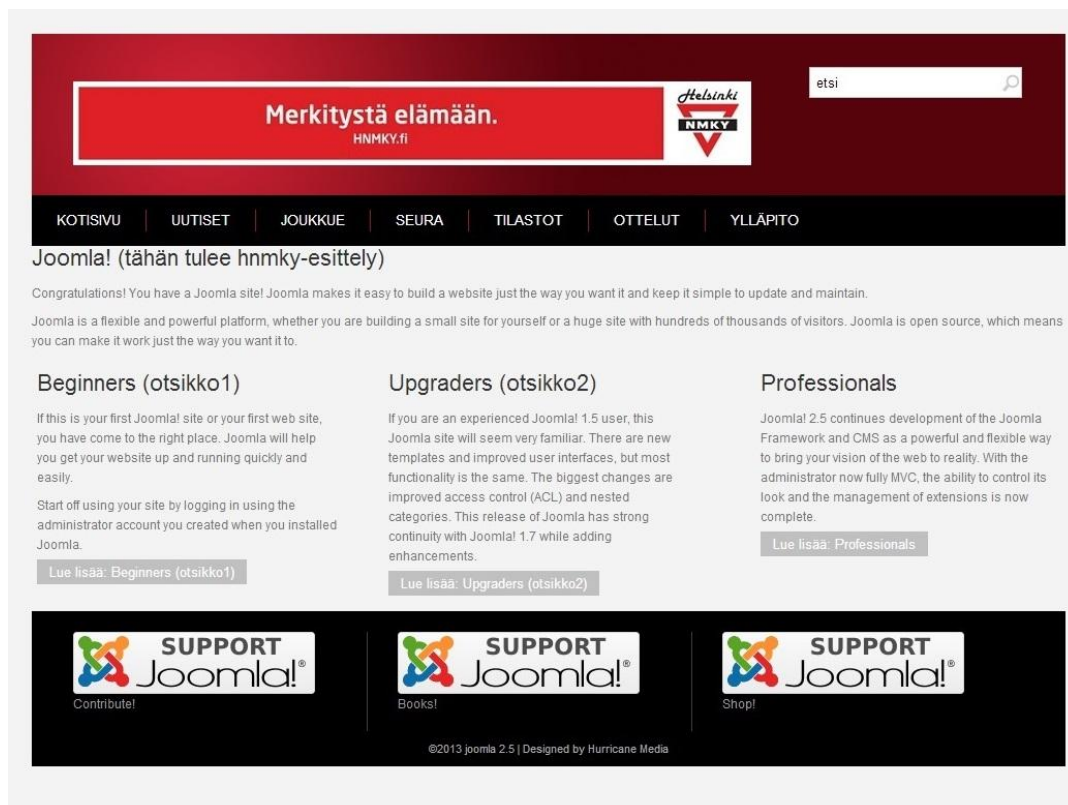 etsi
Merkitystä elämään.
HNMKY.fi
Helsinki
NMKY
KOTISIVU UUTISET JOUKKUE SEURA TILASTOT OTTELUT YLLÄPITO
Joomla! (tähän tulee hnmky-esittely)
Congratulations! You have a Joomla site! Joomla makes it easy to build a website just the way you want it and keep it simple to update and maintain.
Joomla is a flexible and powerful platform, whether you are building a small site for yourself or a huge site with hundreds of thousands of visitors. Joomla is open source, which means
you can make it work just the way you want it to.
Beginners (otsikko1)
If this is your first Joomla! site or your first web site,
you have come to the right place. Joomla will help
you get your website up and running quickly and
easily.
Start off using your site by logging in using the
administrator account you created when you installed
Joomla.
Lue lisää: Beginners (otsikko1)
Upgraders (otsikko2)
If you are an experienced Joomla! 1.5 user, this
Joomla site will seem very familiar. There are new
templates and improved user interfaces, but most
functionality is the same. The biggest changes are
improved access control (ACL) and nested
categories. This release of Joomla has strong
continuity with Joomla! 1.7 while adding
enhancements.
Lue lisää: Upgraders (otsikko2)
Professionals
Joomla! 2.5 continues development of the Joomla
Framework and CMS as a powerful and flexible way
to bring your vision of the web to reality. With the
administrator now fully MVC, the ability to control its
look and the management of extensions is now
complete.
Lue lisää: Professionals
SUPPORT
Joomla!®
Contribute!
SUPPORT
Joomla!®
Books!
SUPPORT
Joomla!®
Shop!
©2013 joomla 2.5 | Designed by Hurricane Media